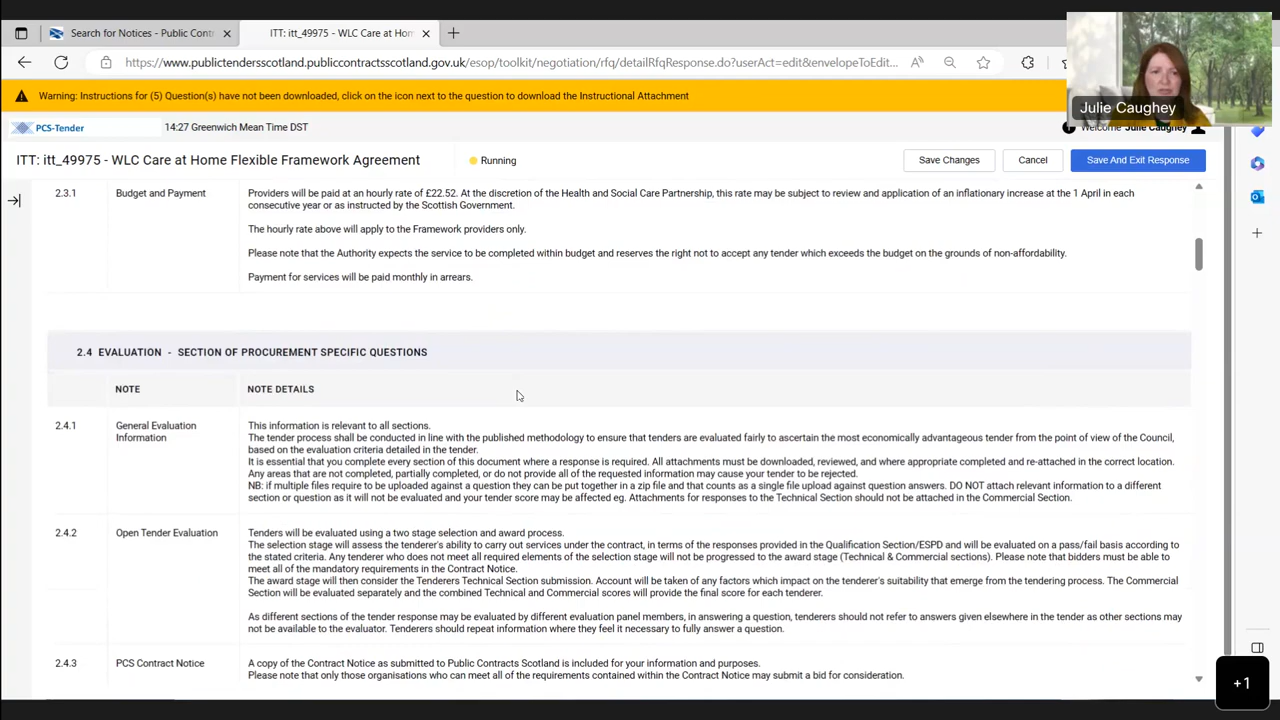 Search for Notices - Public Cont
ITT: itt_49975 - WLC Care at Hom
https://www.publictendersscotland.publiccontractsscotland.gov.uk/esop/toolkit/negotiation/rfq/detailRfqResponse.do?userAct=edit&envelopeToEdit...
Julie Caughey
Warning: Instructions for (5) Question(s) have not been downloaded, click on the icon next to the question to download the Instructional Attachment
PCS-Tender
14:27 Greenwich Mean Time DST
Welcome Julie Caughey
ITT: itt_49975 - WLC Care at Home Flexible Framework Agreement
Running
Save Changes
Cancel
Save And Exit Response
2.3.1 Budget and Payment Providers will be paid at an hourly rate of £22.52. At the discretion of the Health and Social Care Partnership, this rate may be subject to review and application of an inflationary increase at the 1 April in each
consecutive year or as instructed by the Scottish Government.
The hourly rate above will apply to the Framework providers only.
Please note that the Authority expects the service to be completed within budget and reserves the right not to accept any tender which exceeds the budget on the grounds of non-affordability.
Payment for services will be paid monthly in arrears.
2.4 EVALUATION - SECTION OF PROCUREMENT SPECIFIC QUESTIONS
NOTE NOTE DETAILS
2.4.1 General Evaluation Information
This information is relevant to all sections.
The tender process shall be conducted in line with the published methodology to ensure that tenders are evaluated fairly to ascertain the most economically advantageous tender from the point of view of the Council,
based on the evaluation criteria detailed in the tender.
It is essential that you complete every section of this document where a response is required. All attachments must be downloaded, reviewed, and where appropriate completed and re-attached in the correct location.
Any areas that are not completed, partially completed, or do not provide all of the requested information may cause your tender to be rejected.
NB: if multiple files require to be uploaded against a question they can be put together in a zip file and that counts as a single file upload against question answers. DO NOT attach relevant information to a different
section or question as it will not be evaluated and your tender score may be affected eg. Attachments for responses to the Technical Section should not be attached in the Commercial Section.
2.4.2 Open Tender Evaluation Tenders will be evaluated using a two stage selection and award process.
The selection stage will assess the tenderer's ability to carry out services under the contract, in terms of the responses provided in the Qualification Section/ESPD and will be evaluated on a pass/fail basis according to
the stated criteria. Any tenderer who does not meet all required elements of the selection stage will not be progressed to the award stage (Technical & Commercial sections). Please note that bidders must be able to
meet all of the mandatory requirements in the Contract Notice.
The award stage will then consider the Tenderers Technical Section submission. Account will be taken of any factors which impact on the tenderer's suitability that emerge from the tendering process. The Commercial
Section will be evaluated separately and the combined Technical and Commercial scores will provide the final score for each tenderer.
As different sections of the tender response may be evaluated by different evaluation panel members, in answering a question, tenderers should not refer to answers given elsewhere in the tender as other sections may
not be available to the evaluator. Tenderers should repeat information where they feel it necessary to fully answer a question.
2.4.3 PCS Contract Notice A copy of the Contract Notice as submitted to Public Contracts Scotland is included for your information and purposes.
Please note that only those organisations who can meet all of the requirements contained within the Contract Notice may submit a bid for consideration.
+1